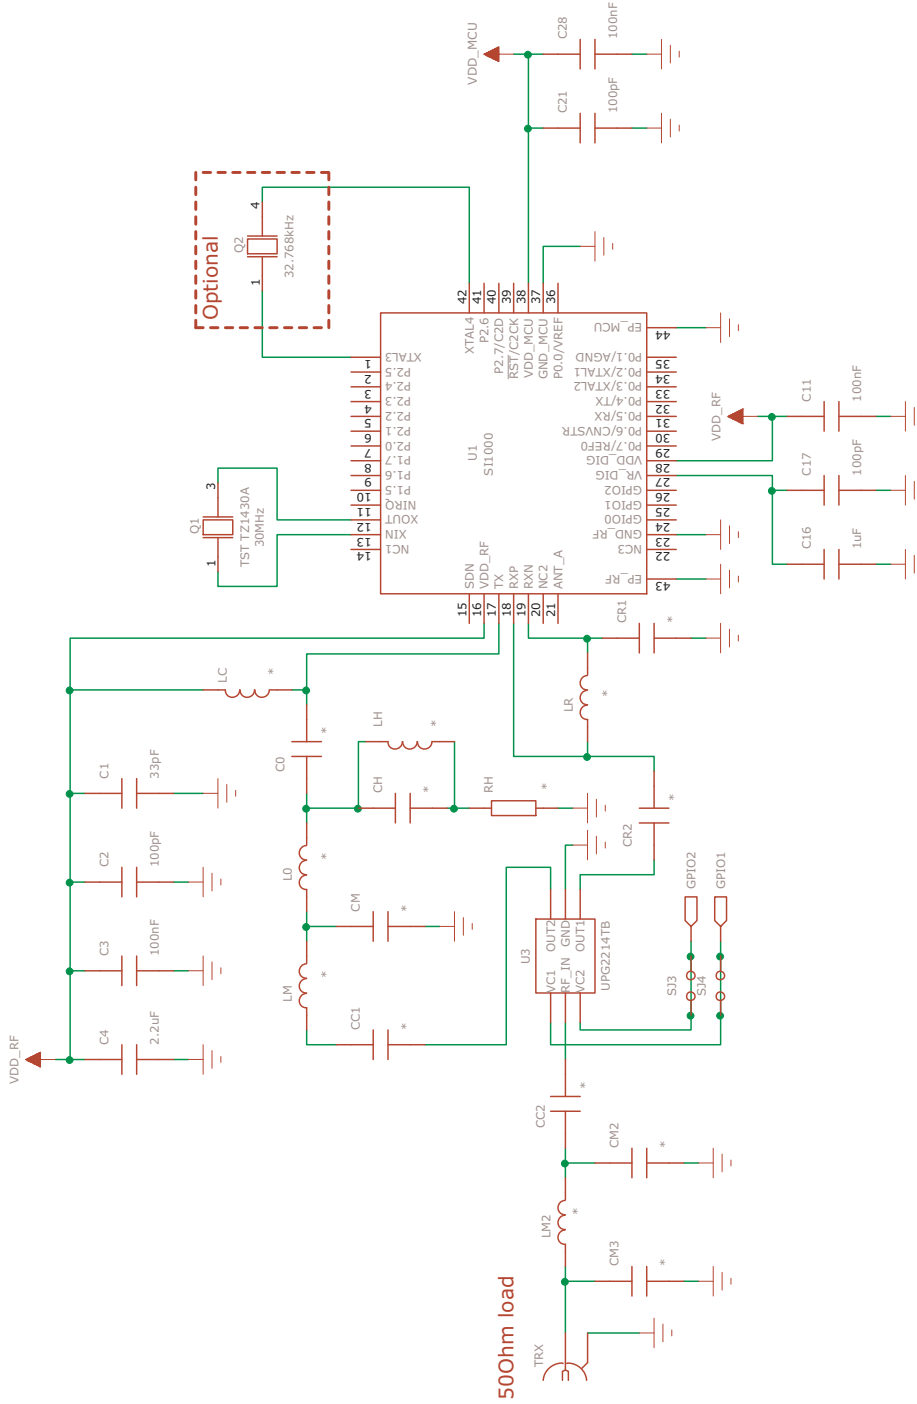 VDD_MCU
C28
100nF
C21
100pF
Optional
Q2
32.768kHz
1
4
Q1
TST TZ1430A
30MHz
1
3
U1
SI1000
42
41
40
39
38
37
36
XTAL4
P2.6
P2.7/C2D
RST/C2CK
VDD_MCU
GND_MCU
P0.0/VREF
XTAL3
P2.5
P2.4
P2.3
P2.2
P2.1
P2.0
P1.7
P1.6
P1.5
NIRQ
XOUT
XIN
NC1
1
2
3
4
5
6
7
8
9
10
11
12
13
14
EP_MCU
P0.1/AGND
P0.2/XTAL1
P0.3/XTAL2
P0.4/TX
P0.5/RX
P0.6/CNVSTR
P0.7/REF0
VDD_DIG
VR_DIG
GPIO2
GPIO1
GPIO0
GND_RF
NC3
EP_RF
44
35
34
33
32
31
30
29
28
27
26
25
24
23
22
43
SDN
VDD_RF
TX
RXP
RXN
NC2
ANT_A
15
16
17
18
19
20
21
VDD_RF
C11
100nF
C17
100pF
C16
1uF
CR1
*
LR
*
LC
*
C0
*
LH
*
CH
*
RH
*
CR2
*
L0
*
CM
*
LM
*
CC1
*
C1
33pF
C2
100pF
C3
100nF
C4
2.2uF
VDD_RF
U3
UPG2214TB
OUT2
GND
OUT1
VC1
RF_IN
VC2
GPIO2
GPIO1
SJ3
SJ4
CC2
*
CM2
*
LM2
*
CM3
*
TRX
50Ohm load